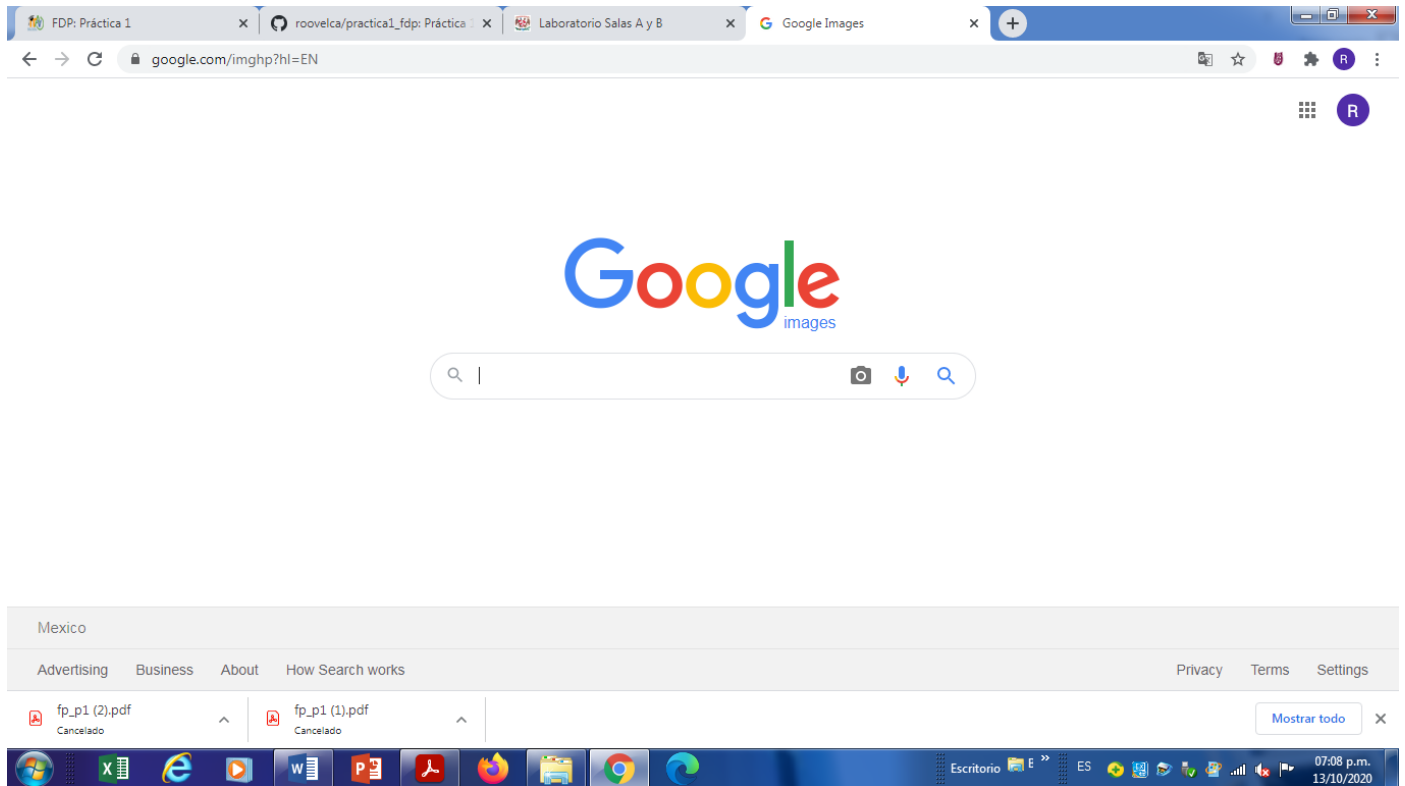 FDP: Práctica 1
roovelca/practica1_fdp: Práctica
Laboratorio Salas A y B
G Google Images
google.com/imghp?hl=EN
R
R
Google
images
Mexico
Advertising Business About How Search works
Privacy Terms Settings
fp_p1 (2).pdf
Cancelado
fp_p1 (1).pdf
Cancelado
Mostrar todo
Escritorio E » ES
07:08 p.m.
13/10/2020